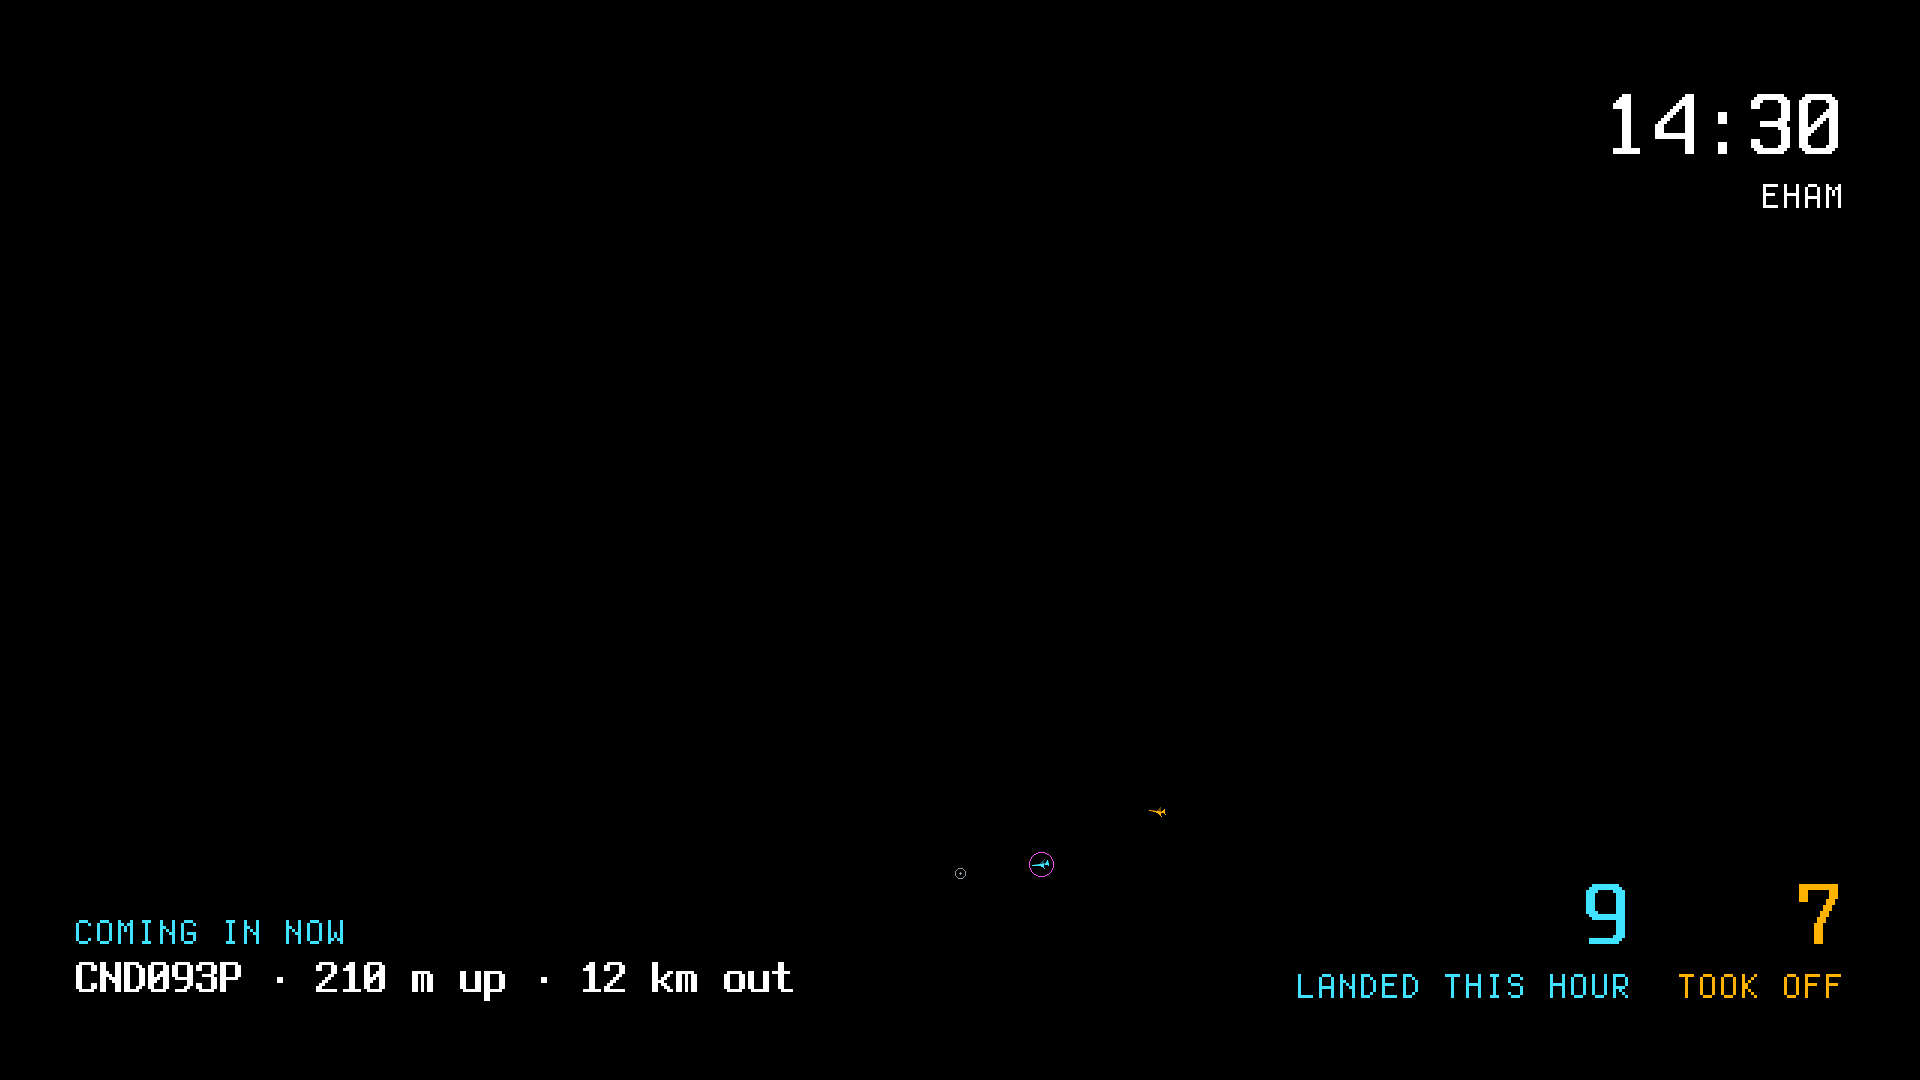 14:30
EHAM
COMING IN NOW
CND093P · 210 m up · 12 km out
9
LANDED THIS HOUR
7
TOOK OFF